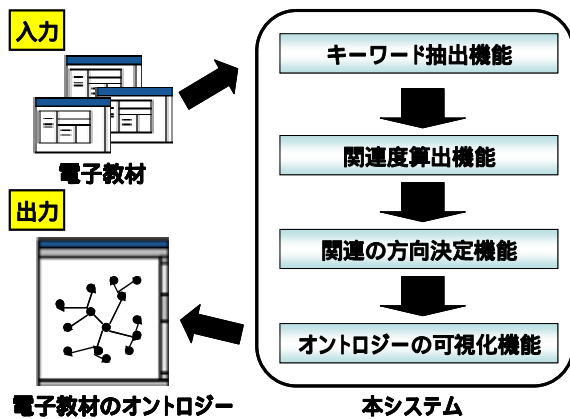 入力
電子教材
出力
電子教材のオントロジー
キーワード抽出機能
関連度算出機能
関連の方向決定機能
オントロジーの可視化機能
本システム